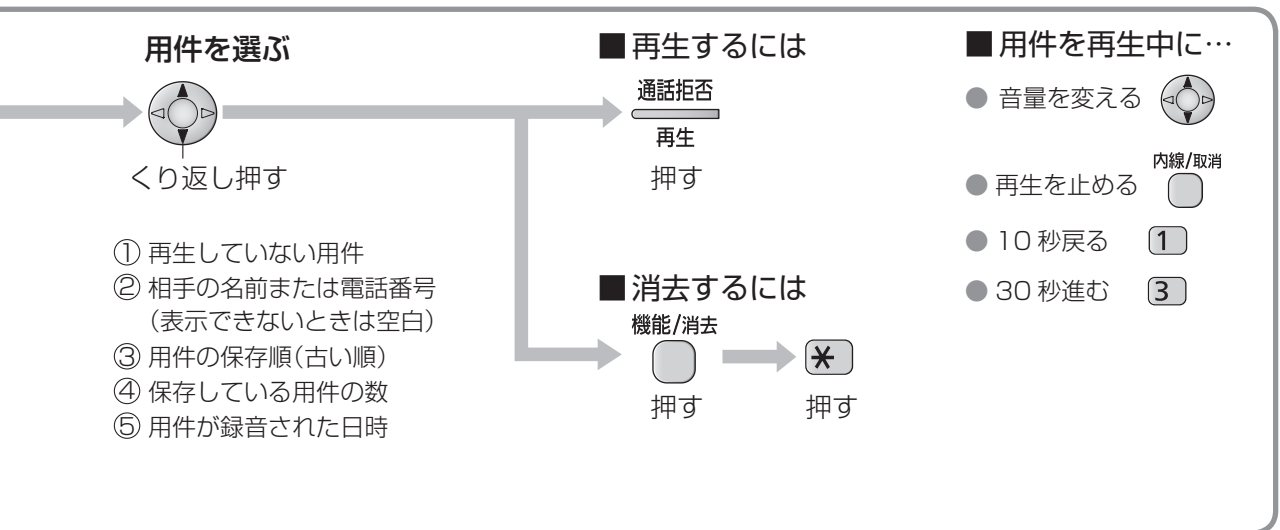 用件を選ぶ
くり返し押す
① 再生していない用件
② 相手の名前または電話番号
（表示できないときは空白）
③ 用件の保存順（古い順）
④ 保存している用件の数
⑤ 用件が録音された日時
■ 再生するには
通話拒否
再生
押す
■ 消去するには
機能/消去
押す
押す
■ 用件を再生中に…
● 音量を変える
● 再生を止める
内線/取消
● 10 秒戻る 1
● 30 秒進む 3